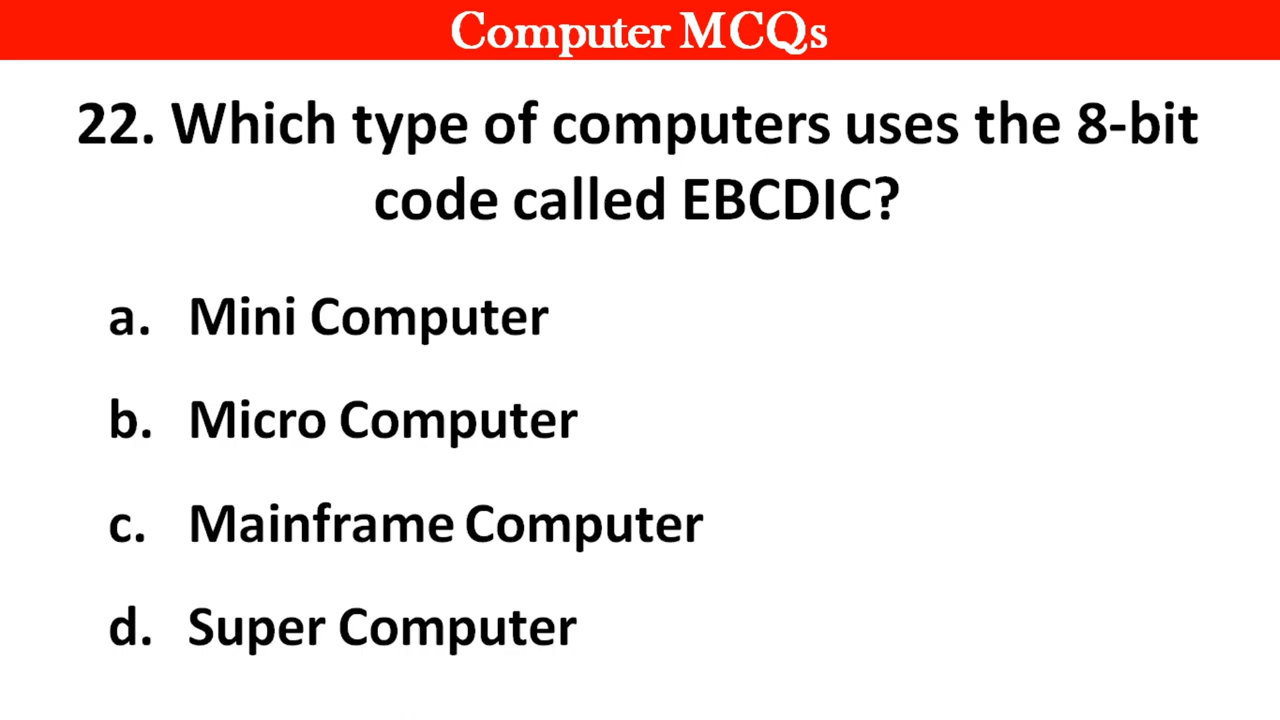 Computer MCQs
22. Which type of computers uses the 8-bit
code called EBCDIC?
a. Mini Computer
b. Micro Computer
c. Mainframe Computer
d. Super Computer